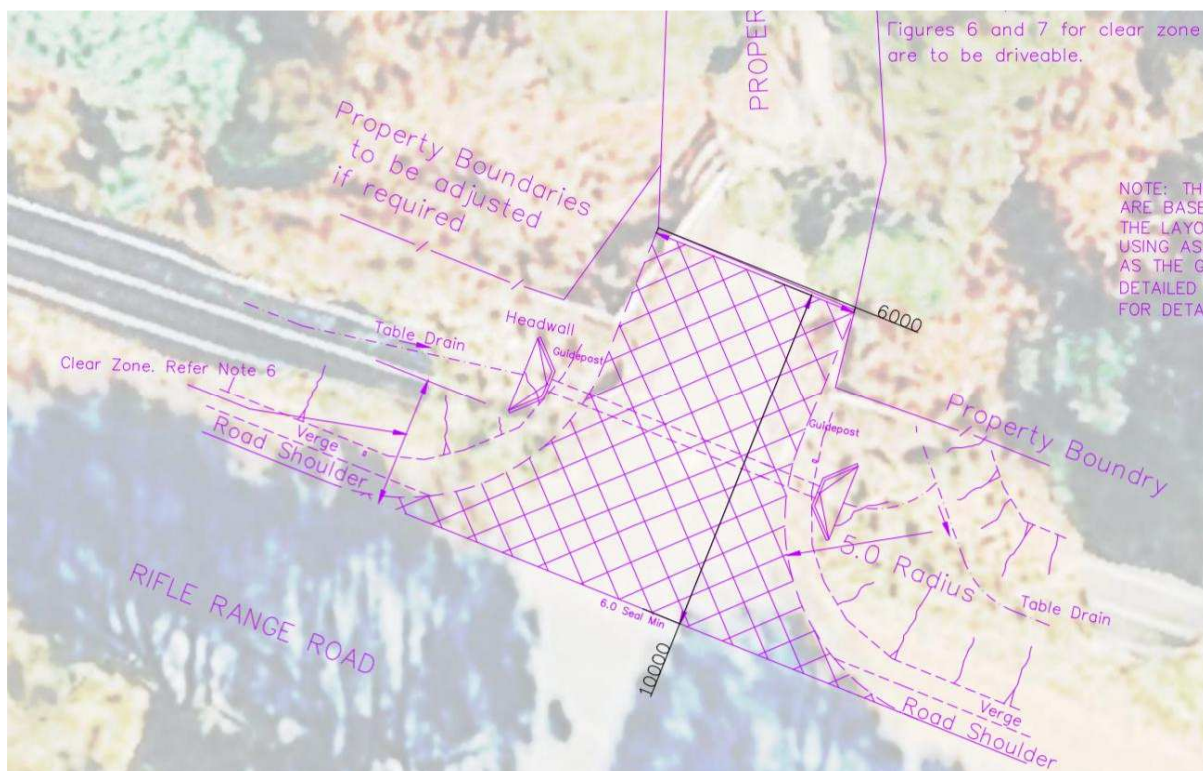 PROPER
Figures 6 and 7 for clear zone
are to be driveable.
Property Boundaries
to be adjusted
if required
NOTE: TH
ARE BASE
THE LAYO
USING AS
AS THE G
DETAILED
FOR DETA
6000
Table Drain
Headwall
Guidepost
Clear Zone. Refer Note 6
Verge
Road Shoulder
Property Boundry
Guidepost
5.0 Radius
Table Drain
RIFLE RANGE ROAD
6.0 Seal Min
10000
Verge
Road Shoulder